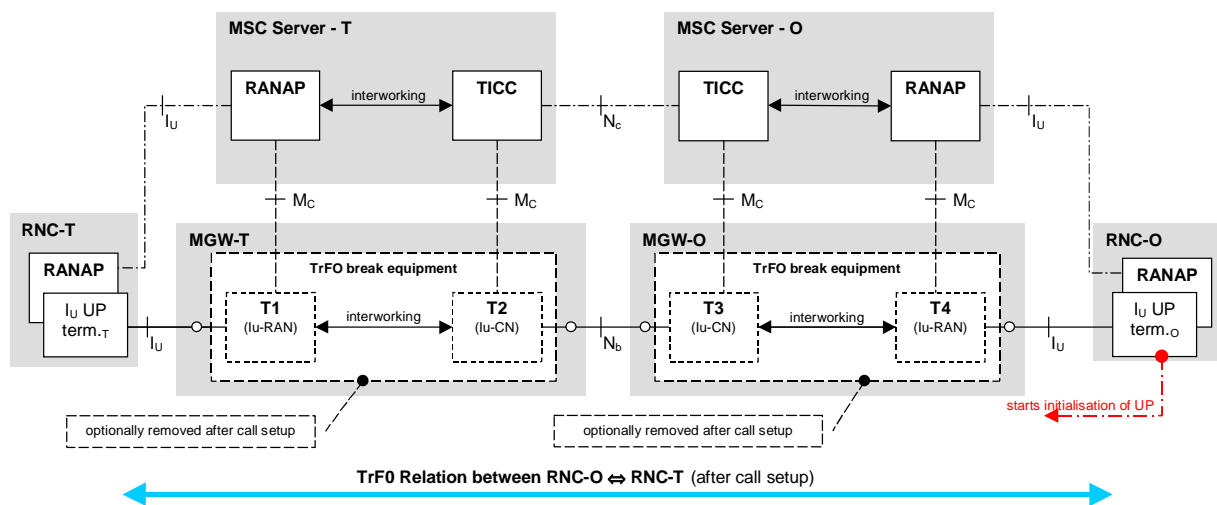 MSC Server - T
MSC Server - O
RANAP
interworking
TICC
TICC
interworking
RANAP
IU
Nc
IU
MC
MC
MC
MC
RNC-T
MGW-T
MGW-O
RNC-O
RANAP
TrFO break equipment
TrFO break equipment
RANAP
IU UP
term.T
T1
(Iu-RAN)
interworking
T2
(Iu-CN)
T3
(Iu-CN)
interworking
T4
(Iu-RAN)
IU UP
term.O
IU
Nb
IU
starts initialisation of UP
optionally removed after call setup
optionally removed after call setup
TrF0 Relation between RNC-O ⇔ RNC-T (after call setup)